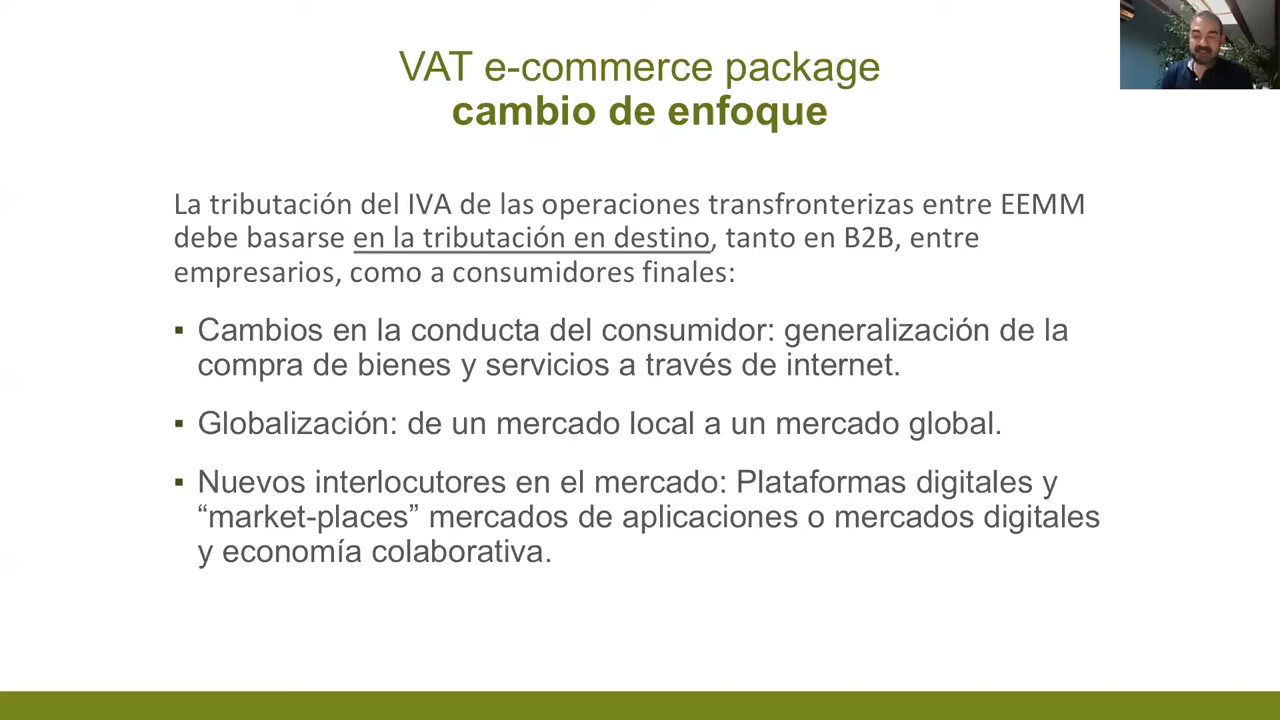 VAT e-commerce package
cambio de enfoque
La tributación del IVA de las operaciones transfronterizas entre EEMM
debe basarse en la tributación en destino, tanto en B2B, entre
empresarios, como a consumidores finales:
▪ Cambios en la conducta del consumidor: generalización de la
compra de bienes y servicios a través de internet.
▪ Globalización: de un mercado local a un mercado global.
▪ Nuevos interlocutores en el mercado: Plataformas digitales y
“market-places” mercados de aplicaciones o mercados digitales
y economía colaborativa.